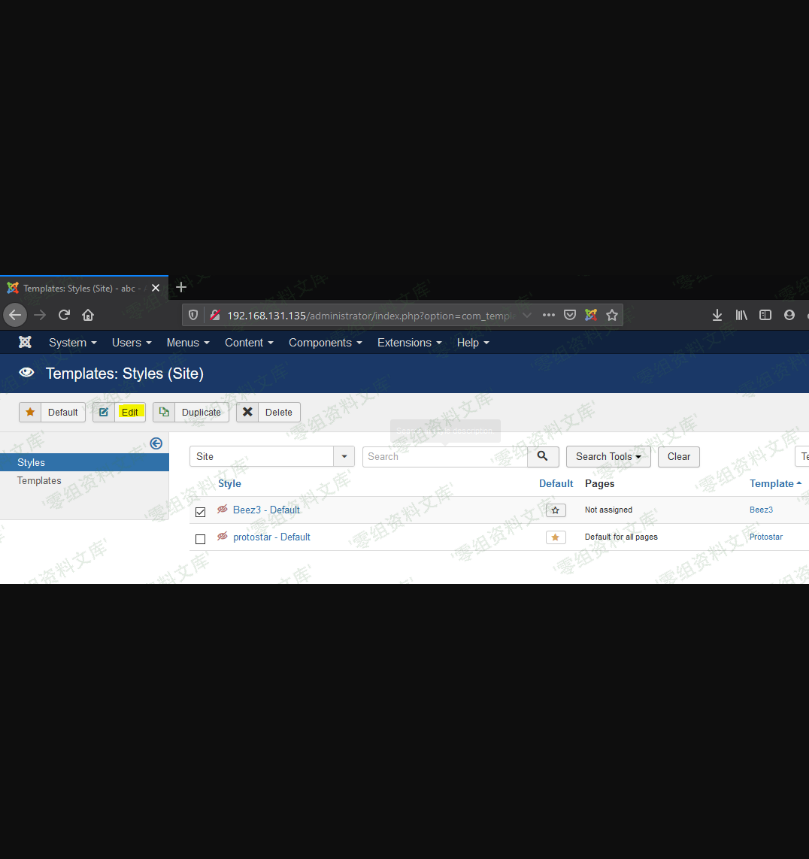 Templates: Styles (Site) - abc -
192.168.131.135/administrator/index.php?option=com_templ
System Users Menus Content Components Extensions Help
Templates: Styles (Site)
Default Edit Duplicate Delete
Styles
Templates
Site Search Search Tools Clear
Style Default Pages Template
Beez3 - Default Not assigned Beez3
protostar - Default Default for all pages Protostar
'零组资料文库'